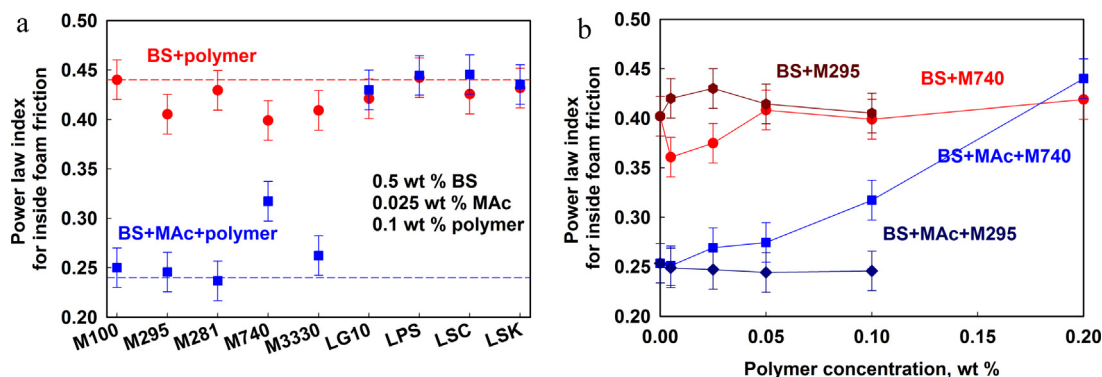 a
0.50
0.45
0.40
0.35
0.30
0.25
0.20
Power law index
for inside foam friction
BS+polymer
0.5 wt % BS
0.025 wt % MAc
0.1 wt % polymer
BS+MAc+polymer
M100
M295
M281
M740
M3330
LG10
LPS
LSC
LSK
b
0.50
0.45
0.40
0.35
0.30
0.25
0.20
Power law index
for inside foam friction
BS+M295
BS+M740
BS+MAc+M740
BS+MAc+M295
0.00 0.05 0.10 0.15 0.20
Polymer concentration, wt %